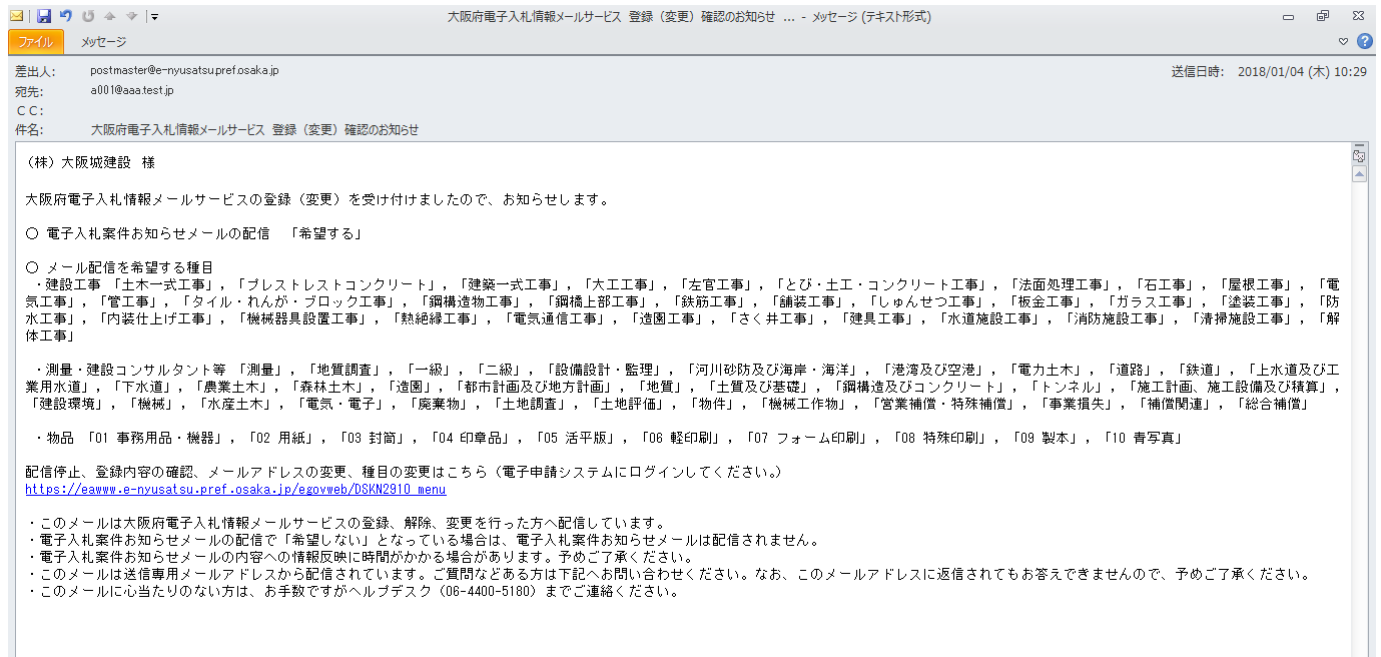 大阪府電子入札情報メールサービス 登録（変更）確認のお知らせ ... - メッセージ (テキスト形式)
ファイル メッセージ
差出人: postmaster@e-nyusatsu.pref.osaka.jp 送信日時: 2018/01/04 (木) 10:29
宛先: a001@aaa.test.jp
ＣＣ:
件名: 大阪府電子入札情報メールサービス 登録（変更）確認のお知らせ
（株）大阪城建設 様
大阪府電子入札情報メールサービスの登録（変更）を受け付けましたので、お知らせします。
○ 電子入札案件お知らせメールの配信 「希望する」
○ メール配信を希望する種目
・建設工事 「土木一式工事」，「プレストレストコンクリート」，「建築一式工事」，「大工工事」，「左官工事」，「とび・土工・コンクリート工事」，「法面処理工事」，「石工事」，「屋根工事」，「電
気工事」，「管工事」，「タイル・れんが・ブロック工事」，「鋼構造物工事」，「鋼橋上部工事」，「鉄筋工事」，「舗装工事」，「しゅんせつ工事」，「板金工事」，「ガラス工事」，「塗装工事」，「防
水工事」，「内装仕上げ工事」，「機械器具設置工事」，「熱絶縁工事」，「電気通信工事」，「造園工事」，「さく井工事」，「建具工事」，「水道施設工事」，「消防施設工事」，「清掃施設工事」，「解
体工事」
・測量・建設コンサルタント等 「測量」，「地質調査」，「一級」，「二級」，「設備設計・監理」，「河川砂防及び海岸・海洋」，「港湾及び空港」，「電力土木」，「道路」，「鉄道」，「上水道及び工
業用水道」，「下水道」，「農業土木」，「森林土木」，「造園」，「都市計画及び地方計画」，「地質」，「土質及び基礎」，「鋼構造及びコンクリート」，「トンネル」，「施工計画、施工設備及び積算」，
「建設環境」，「機械」，「水産土木」，「電気・電子」，「廃棄物」，「土地調査」，「土地評価」，「物件」，「機械工作物」，「営業補償・特殊補償」，「事業損失」，「補償関連」，「総合補償」
・物品 「01 事務用品・機器」，「02 用紙」，「03 封筒」，「04 印章品」，「05 活平版」，「06 軽印刷」，「07 フォーム印刷」，「08 特殊印刷」，「09 製本」，「10 青写真」
配信停止、登録内容の確認、メールアドレスの変更、種目の変更はこちら（電子申請システムにログインしてください。）
https://eawww.e-nyusatsu.pref.osaka.jp/egovweb/DSKN2910_menu
・このメールは大阪府電子入札情報メールサービスの登録、解除、変更を行った方へ配信しています。
・電子入札案件お知らせメールの配信で「希望しない」となっている場合は、電子入札案件お知らせメールは配信されません。
・電子入札案件お知らせメールの内容への情報反映に時間がかかる場合があります。予めご了承ください。
・このメールは送信専用メールアドレスから配信されています。ご質問などある方は下記へお問い合わせください。なお、このメールアドレスに返信されてもお答えできませんので、予めご了承ください。
・このメールに心当たりのない方は、お手数ですがヘルプデスク（06-4400-5180）までご連絡ください。